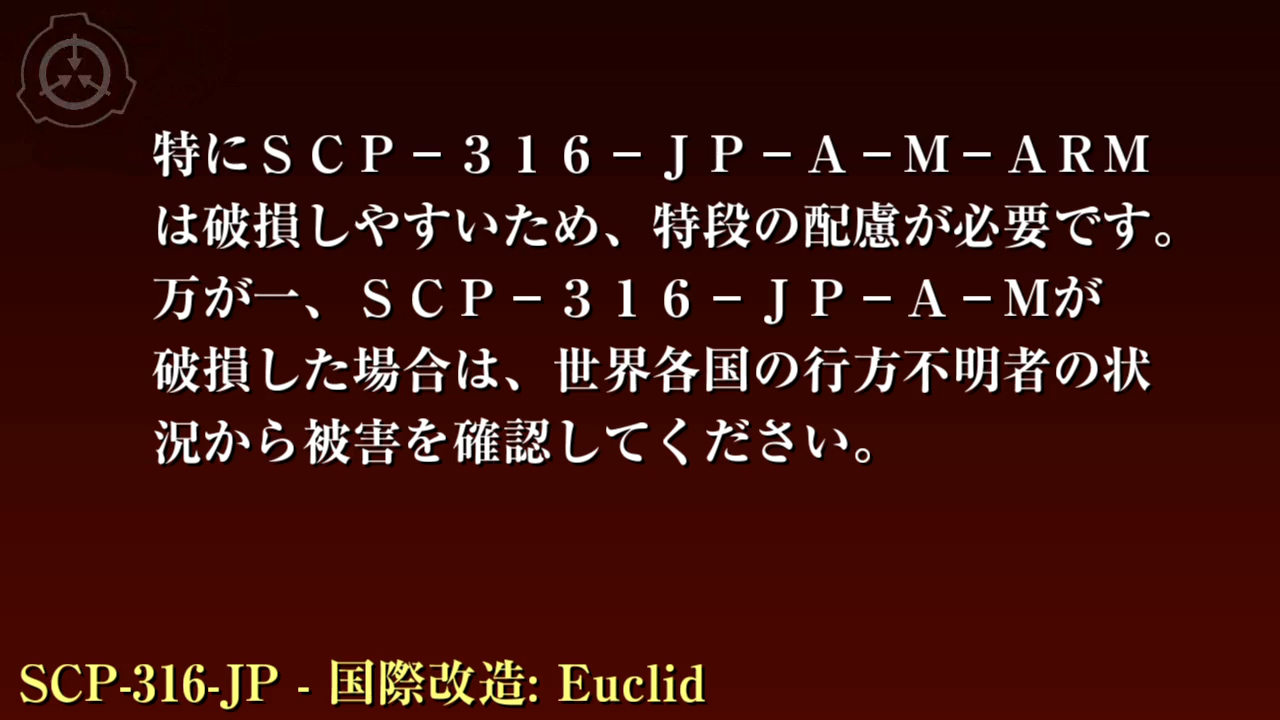 特にＳＣＰ－３１６－ＪＰ－Ａ－Ｍ－ＡＲＭ
は破損しやすいため、特段の配慮が必要です。
万が一、ＳＣＰ－３１６－ＪＰ－Ａ－Ｍが
破損した場合は、世界各国の行方不明者の状
況から被害を確認してください。
SCP-316-JP - 国際改造: Euclid